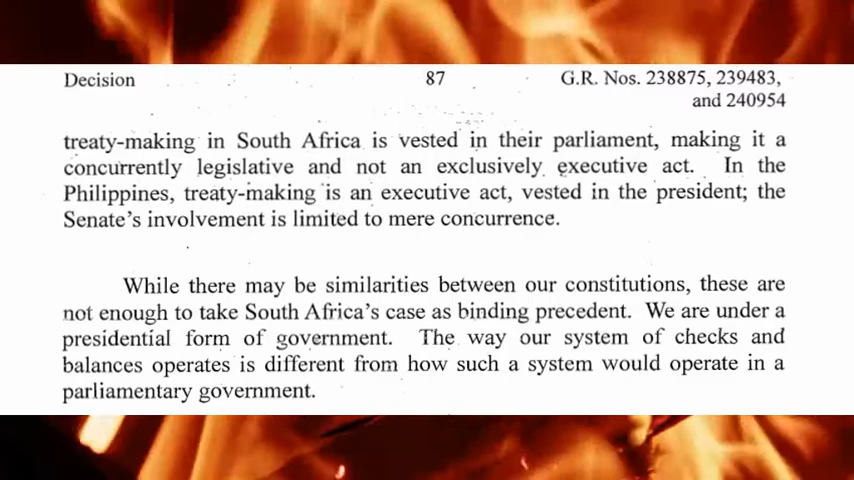 Decision 87 G.R. Nos. 238875, 239483,
and 240954
treaty-making in South Africa is vested in their parliament, making it a
concurrently legislative and not an exclusively executive act. In the
Philippines, treaty-making is an executive act, vested in the president; the
Senate's involvement is limited to mere concurrence.
While there may be similarities between our constitutions, these are
not enough to take South Africa's case as binding precedent. We are under a
presidential form of government. The way our system of checks and
balances operates is different from how such a system would operate in a
parliamentary government.